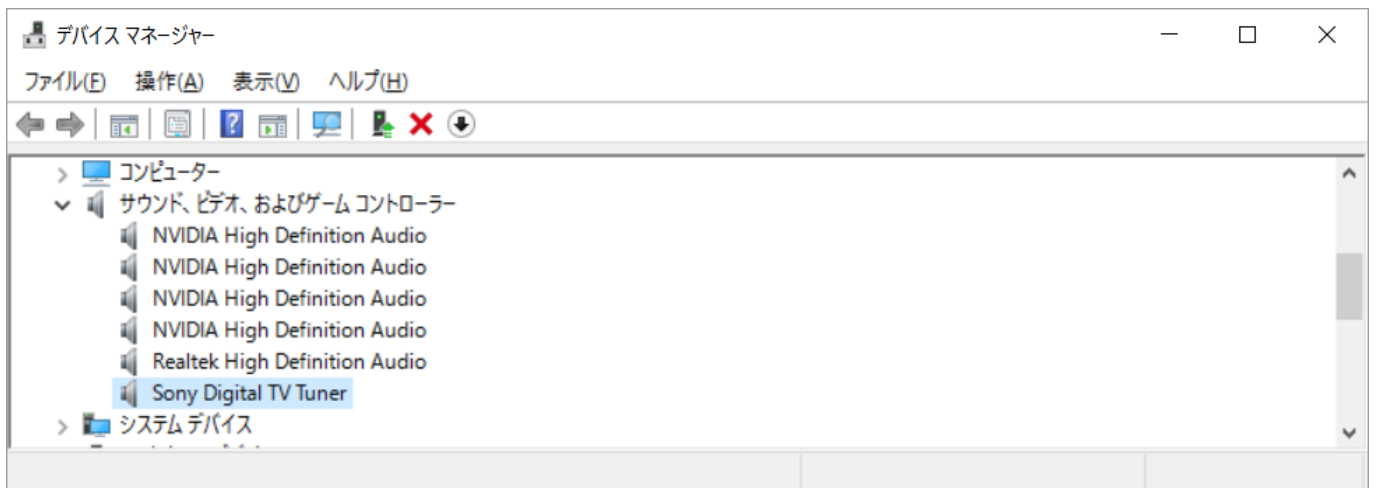 デバイス マネージャー
ファイル(F) 操作(A) 表示(V) ヘルプ(H)
コンピューター
サウンド、ビデオ、およびゲーム コントローラー
NVIDIA High Definition Audio
NVIDIA High Definition Audio
NVIDIA High Definition Audio
NVIDIA High Definition Audio
Realtek High Definition Audio
Sony Digital TV Tuner
システム デバイス